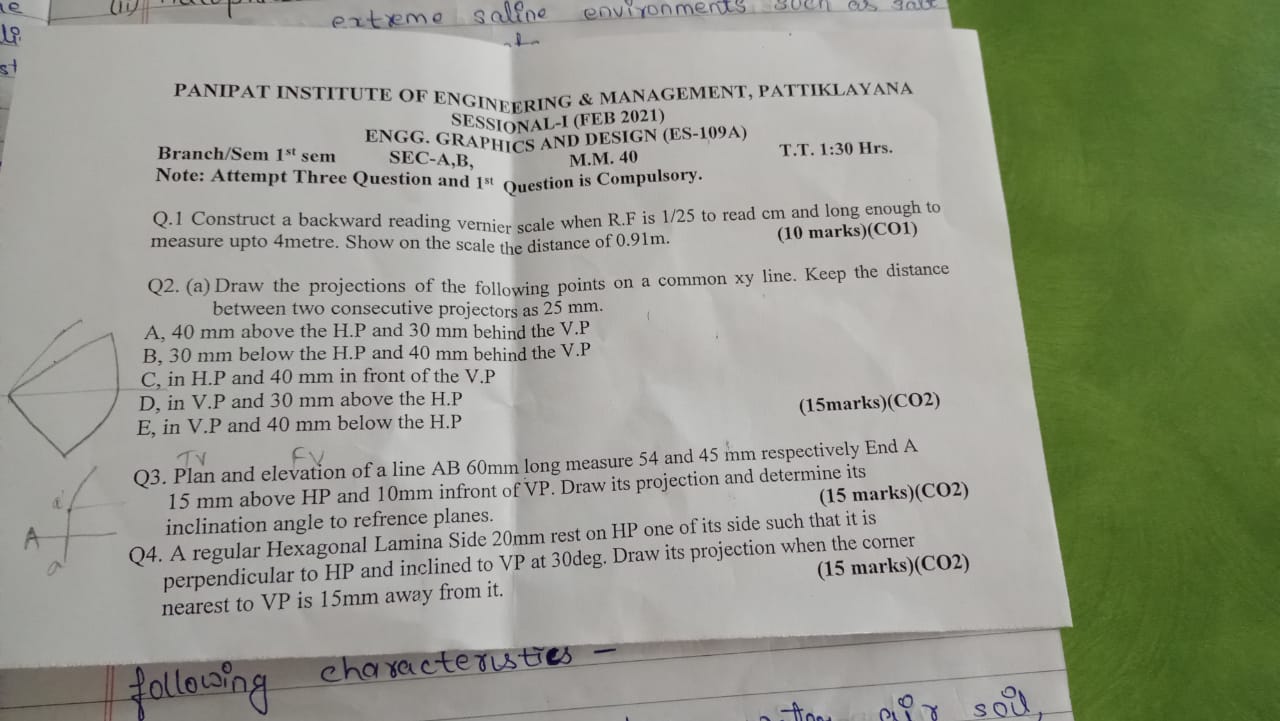 extreme saline environments such as salt
PANIPAT INSTITUTE OF ENGINEERING & MANAGEMENT, PATTIKLAYANA
SESSIONAL-I (FEB 2021)
ENGG. GRAPHICS AND DESIGN (ES-109A)
Branch/Sem 1st sem SEC-A,B, M.M. 40 T.T. 1:30 Hrs.
Note: Attempt Three Question and 1st Question is Compulsory.
Q.1 Construct a backward reading vernier scale when R.F is 1/25 to read cm and long enough to
measure upto 4metre. Show on the scale the distance of 0.91m. (10 marks)(CO1)
Q2. (a) Draw the projections of the following points on a common xy line. Keep the distance
between two consecutive projectors as 25 mm.
A, 40 mm above the H.P and 30 mm behind the V.P
B, 30 mm below the H.P and 40 mm behind the V.P
C, in H.P and 40 mm in front of the V.P
D, in V.P and 30 mm above the H.P
E, in V.P and 40 mm below the H.P (15marks)(CO2)
TV FV
Q3. Plan and elevation of a line AB 60mm long measure 54 and 45 mm respectively End A
15 mm above HP and 10mm infront of VP. Draw its projection and determine its
inclination angle to refrence planes. (15 marks)(CO2)
a'
A
a
Q4. A regular Hexagonal Lamina Side 20mm rest on HP one of its side such that it is
perpendicular to HP and inclined to VP at 30deg. Draw its projection when the corner
nearest to VP is 15mm away from it. (15 marks)(CO2)
following characteristics –
air soil,